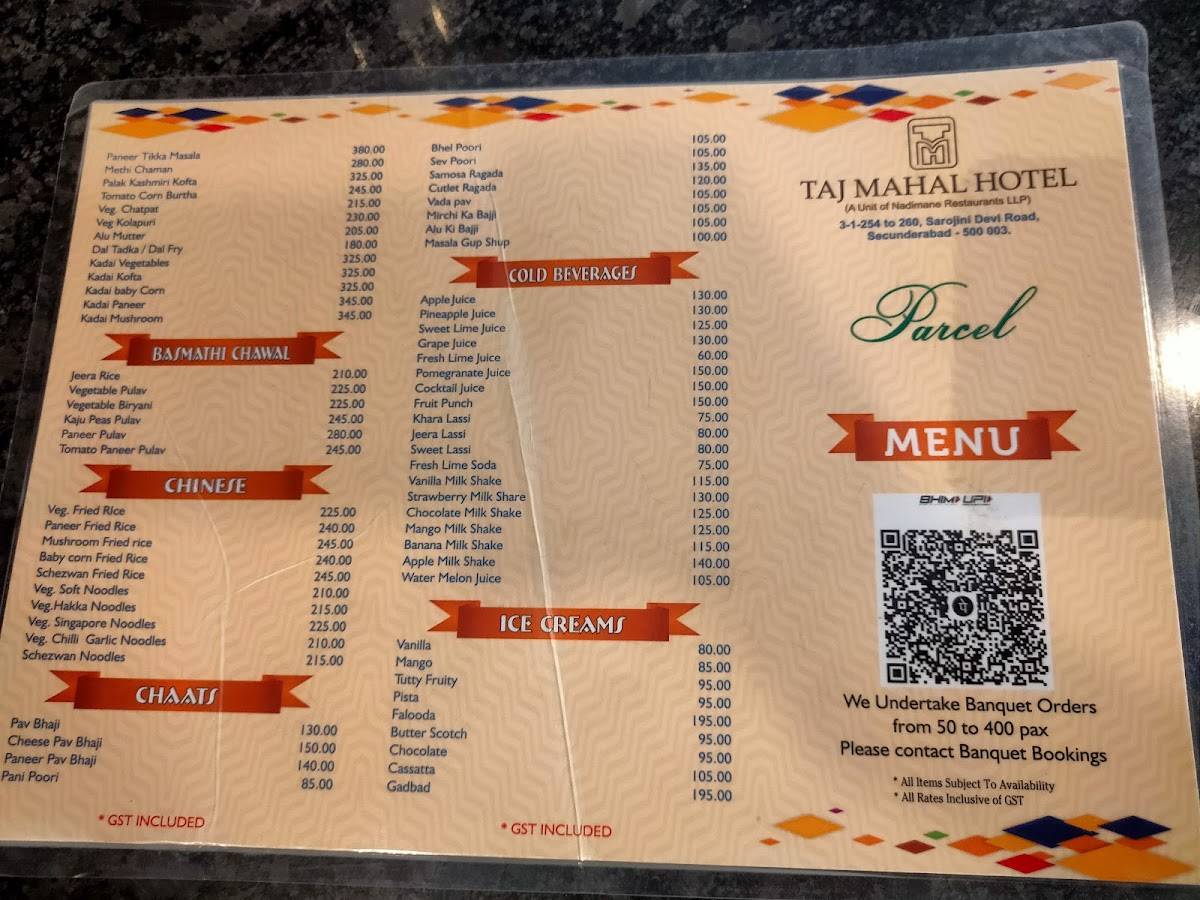 Paneer Tikka Masala 380.00
Methi Chaman 280.00
Palak Kashmiri Kofta 325.00
Tomato Corn Burtha 245.00
Veg. Chatpat 215.00
Veg Kolapuri 230.00
Alu Mutter 205.00
Dal Tadka / Dal Fry 180.00
Kadai Vegetables 325.00
Kadai Kofta 325.00
Kadai baby Corn 325.00
Kadai Paneer 345.00
Kadai Mushroom 345.00
BASMATHI CHAWAL
Jeera Rice 210.00
Vegetable Pulav 225.00
Vegetable Biryani 225.00
Kaju Peas Pulav 245.00
Paneer Pulav 280.00
Tomato Paneer Pulav 245.00
CHINESE
Veg. Fried RIce 225.00
Paneer Fried Rice 240.00
Mushroom Fried rice 245.00
Baby corn Fried Rice 240.00
Schezwan Fried Rice 245.00
Veg. Soft Noodles 210.00
Veg.Hakka Noodles 215.00
Veg. Singapore Noodles 225.00
Veg. Chilli Garlic Noodles 210.00
Schezwan Noodles 215.00
CHAATS
Pav Bhaji 130.00
Cheese Pav Bhaji 150.00
Paneer Pav Bhaji 140.00
Pani Poori 85.00
* GST INCLUDED
Bhel Poori 105.00
Sev Poori 105.00
Samosa Ragada 135.00
Cutlet Ragada 120.00
Vada pav 105.00
Mirchi Ka Bajji 105.00
Alu Ki Bajji 105.00
Masala Gup Shup 100.00
COLD BEVERAGES
Apple Juice 130.00
Pineapple Juice 130.00
Sweet Lime Juice 125.00
Grape Juice 130.00
Fresh Lime Juice 60.00
Pomegranate Juice 150.00
Cocktail Juice 150.00
Fruit Punch 150.00
Khara Lassi 75.00
Jeera Lassi 80.00
Sweet Lassi 80.00
Fresh Lime Soda 75.00
Vanilla Milk Shake 115.00
Strawberry Milk Share 130.00
Chocolate Milk Shake 125.00
Mango Milk Shake 125.00
Banana Milk Shake 115.00
Apple Milk Shake 140.00
Water Melon Juice 105.00
ICE CREAMS
Vanilla 80.00
Mango 85.00
Tutty Fruity 95.00
Pista 95.00
Falooda 195.00
Butter Scotch 95.00
Chocolate 95.00
Cassatta 105.00
Gadbad 195.00
* GST INCLUDED
TM
TAJ MAHAL HOTEL
(A Unit of Nadimane Restaurants LLP)
3-1-254 to 260, Sarojini Devi Road,
Secunderabad - 500 003.
Parcel
MENU
BHIM UPI
We Undertake Banquet Orders
from 50 to 400 pax
Please contact Banquet Bookings
* All Items Subject To Availability
* All Rates Inclusive of GST